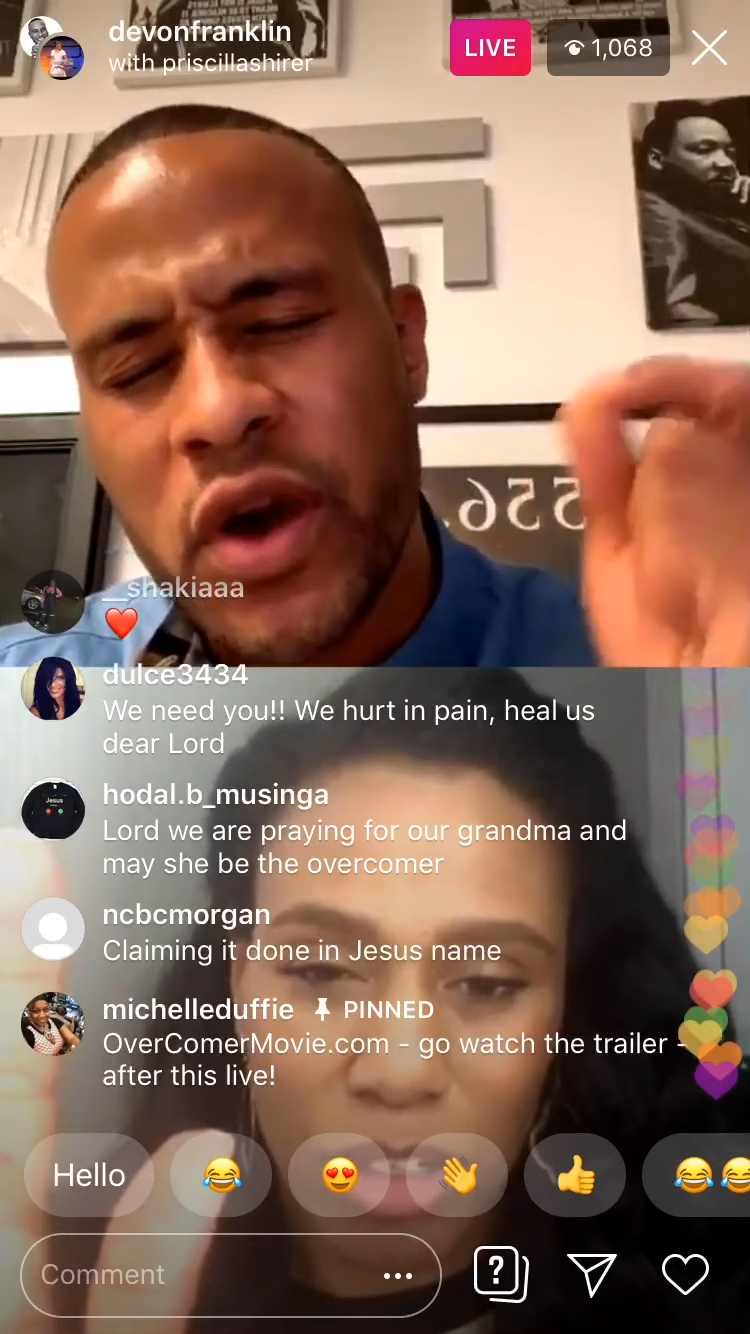 devonfranklin
with priscillashirer
LIVE
1,068
__shakiaaa
❤️
dulce3434
We need you!! We hurt in pain, heal us
dear Lord
hodal.b_musinga
Lord we are praying for our grandma and
may she be the overcomer
ncbcmorgan
Claiming it done in Jesus name
michelleduffie PINNED
OverComerMovie.com - go watch the trailer -
after this live!
Hello 😂 😍 👋 👍 😂😂
Comment